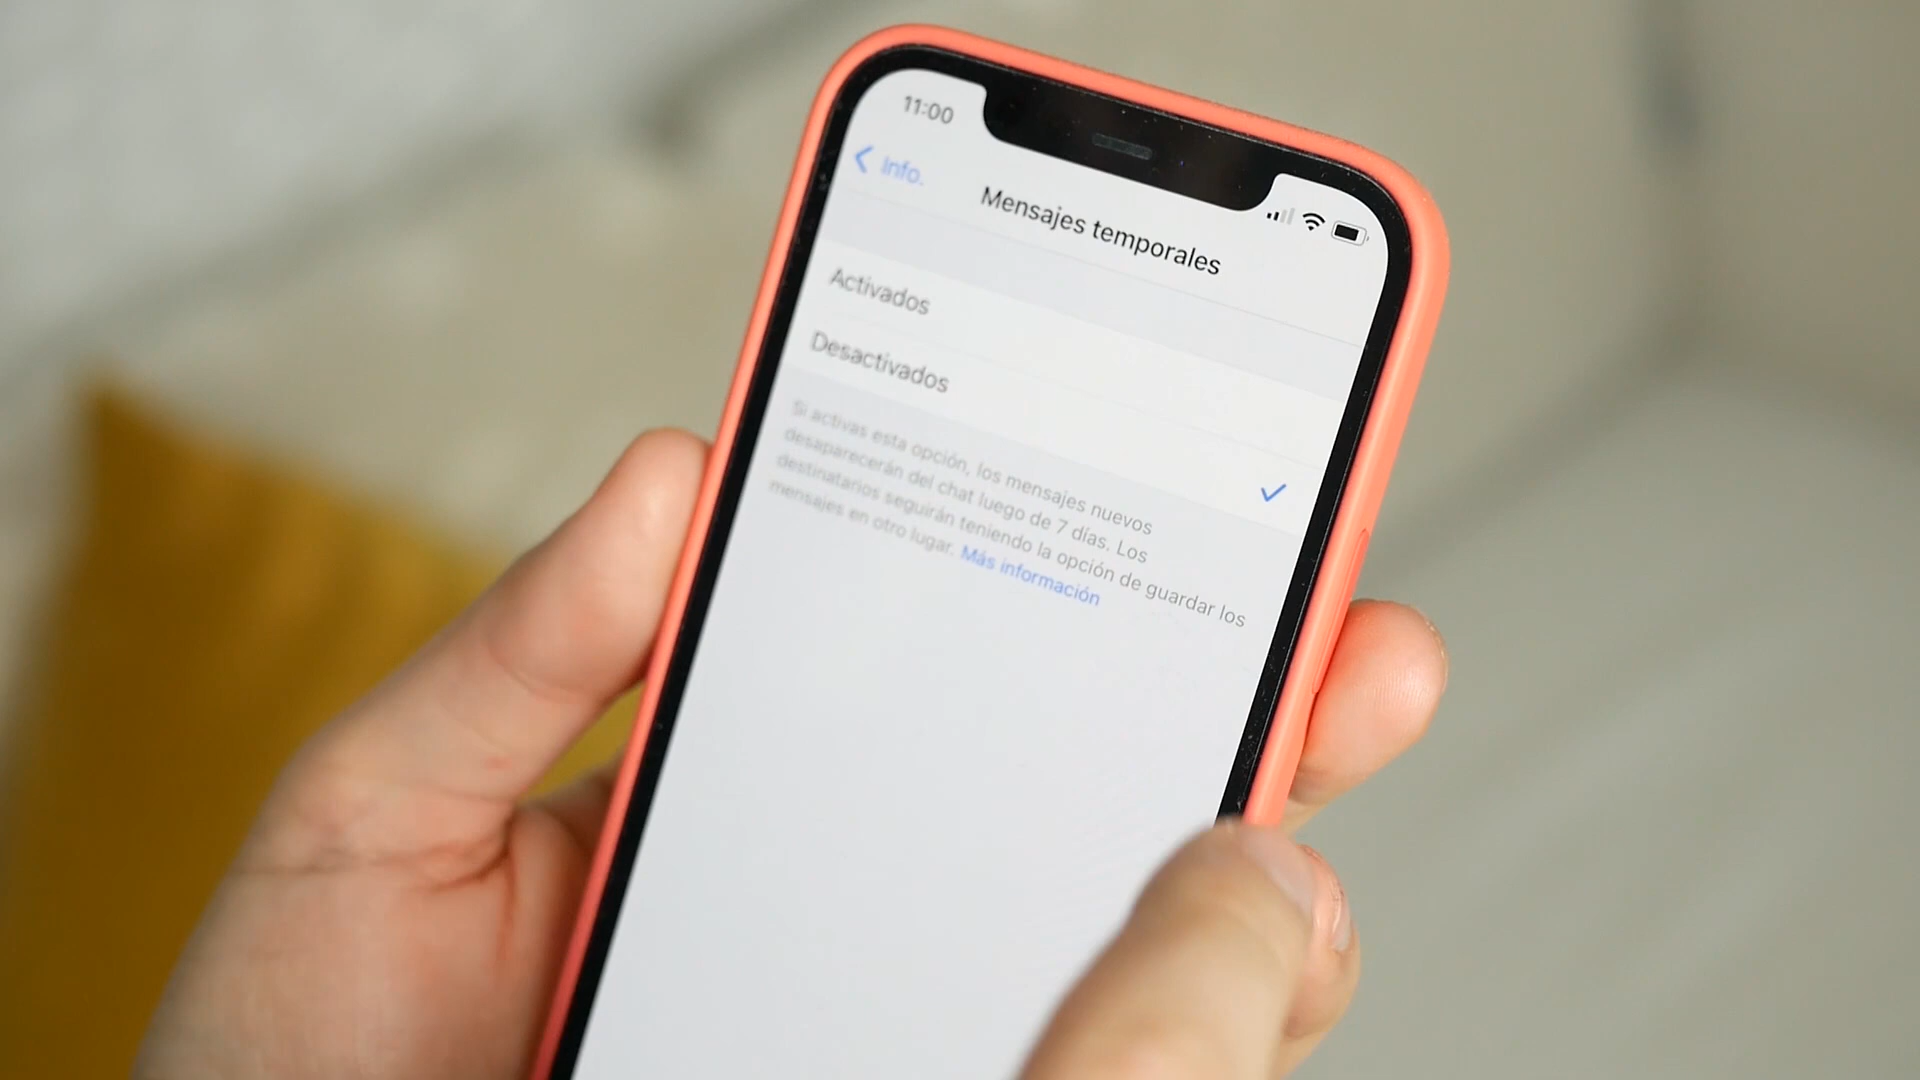 11:00
Info.
Mensajes temporales
Activados
Desactivados
Si activas esta opción, los mensajes nuevos
desaparecerán del chat luego de 7 días. Los
destinatarios seguirán teniendo la opción de guardar los
mensajes en otro lugar. Más información